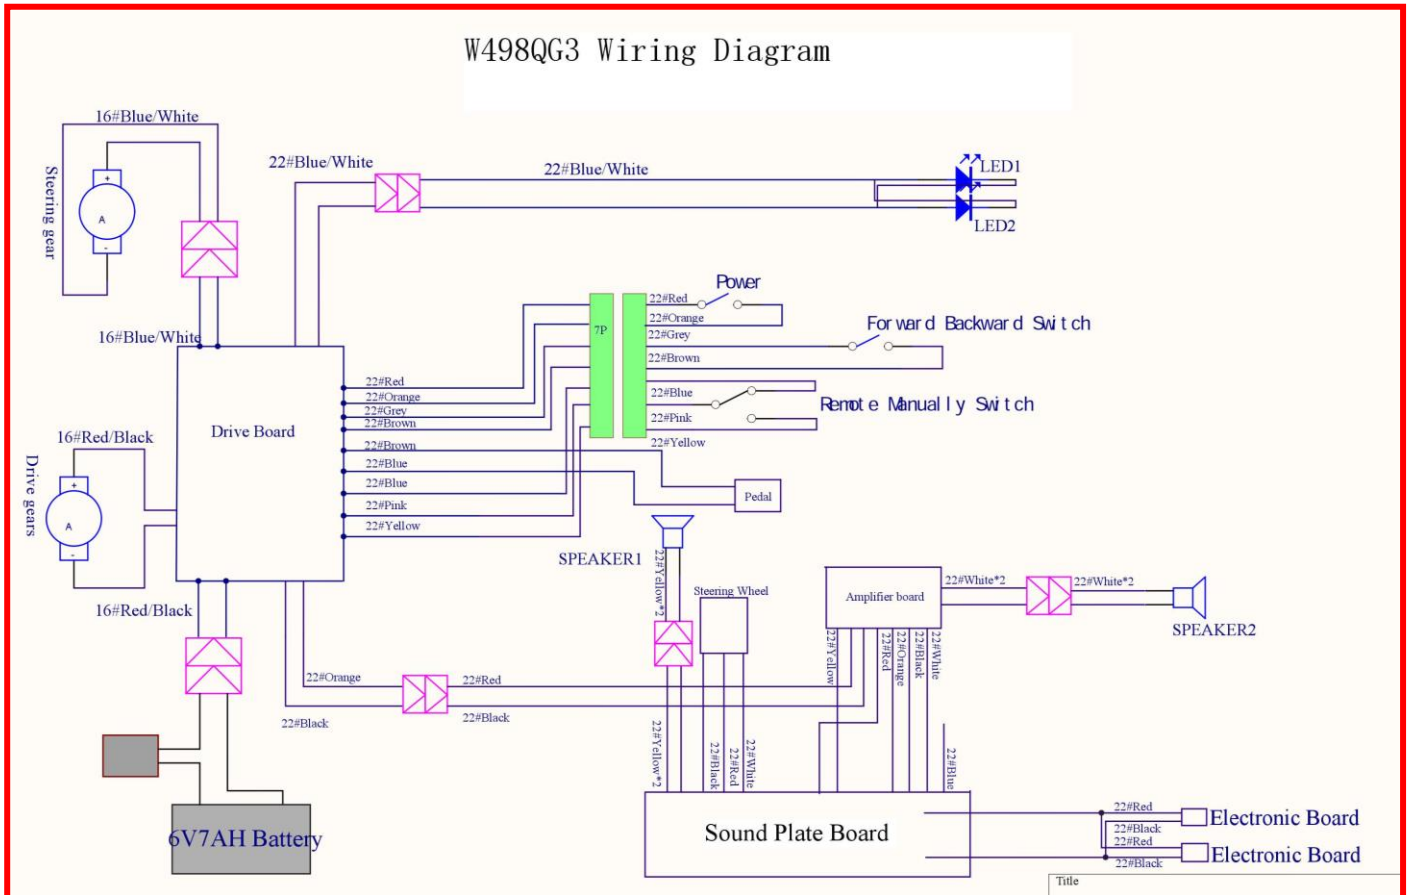 W498QG3 Wiring Diagram
16#Blue/White
22#Blue/White
22#Blue/White
LED1
LED2
Steering gear
+
A
-
16#Blue/White
Power
22#Red
22#Orange
22#Grey
22#Brown
22#Blue
22#Pink
22#Yellow
7P
Forward Backward Switch
Remote Manually Switch
Drive Board
22#Red
22#Orange
22#Grey
22#Brown
22#Brown
22#Blue
22#Blue
22#Pink
22#Yellow
Pedal
16#Red/Black
Drive gears
+
A
-
16#Red/Black
SPEAKER1
22#Yellow*2
Steering Wheel
Amplifier board
22#White*2
22#White*2
SPEAKER2
22#Yellow
22#Red
22#Orange
22#Black
22#White
22#Orange
22#Red
22#Black
22#Black
22#Yellow*2
22#Black
22#Red
22#White
22#Blue
6V7AH Battery
Sound Plate Board
22#Red
22#Black
22#Red
22#Black
Electronic Board
Electronic Board
Title